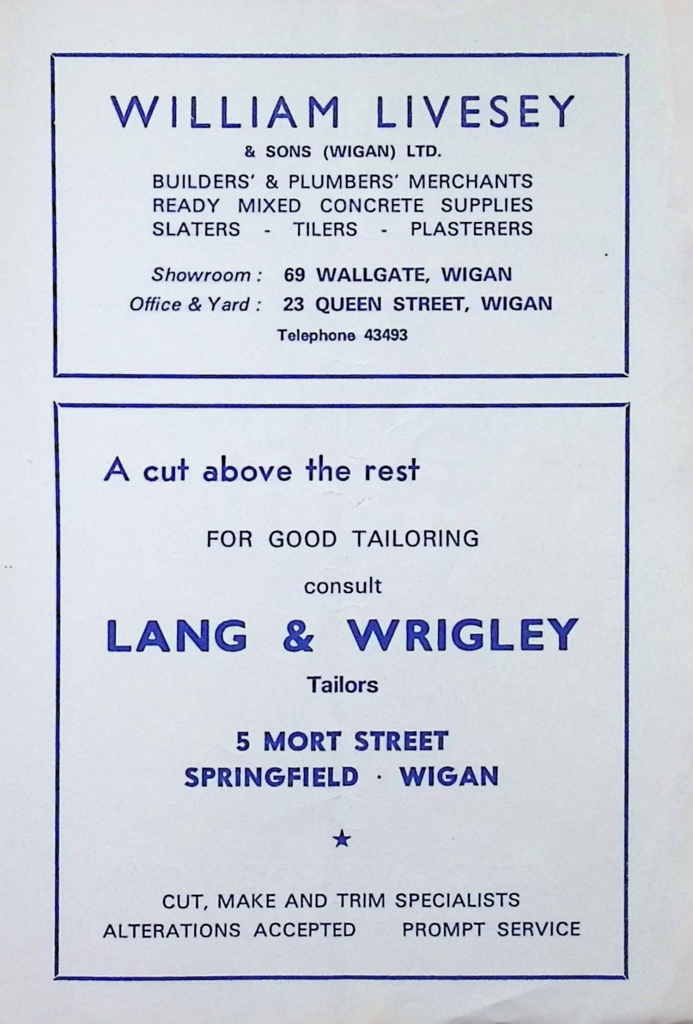 WILLIAM LIVESEY
& SONS (WIGAN) LTD.
BUILDERS' & PLUMBERS' MERCHANTS
READY MIXED CONCRETE SUPPLIES
SLATERS - TILERS - PLASTERERS
Showroom : 69 WALLGATE, WIGAN
Office & Yard : 23 QUEEN STREET, WIGAN
Telephone 43493
A cut above the rest
FOR GOOD TAILORING
consult
LANG & WRIGLEY
Tailors
5 MORT STREET
SPRINGFIELD · WIGAN
★
CUT, MAKE AND TRIM SPECIALISTS
ALTERATIONS ACCEPTED PROMPT SERVICE